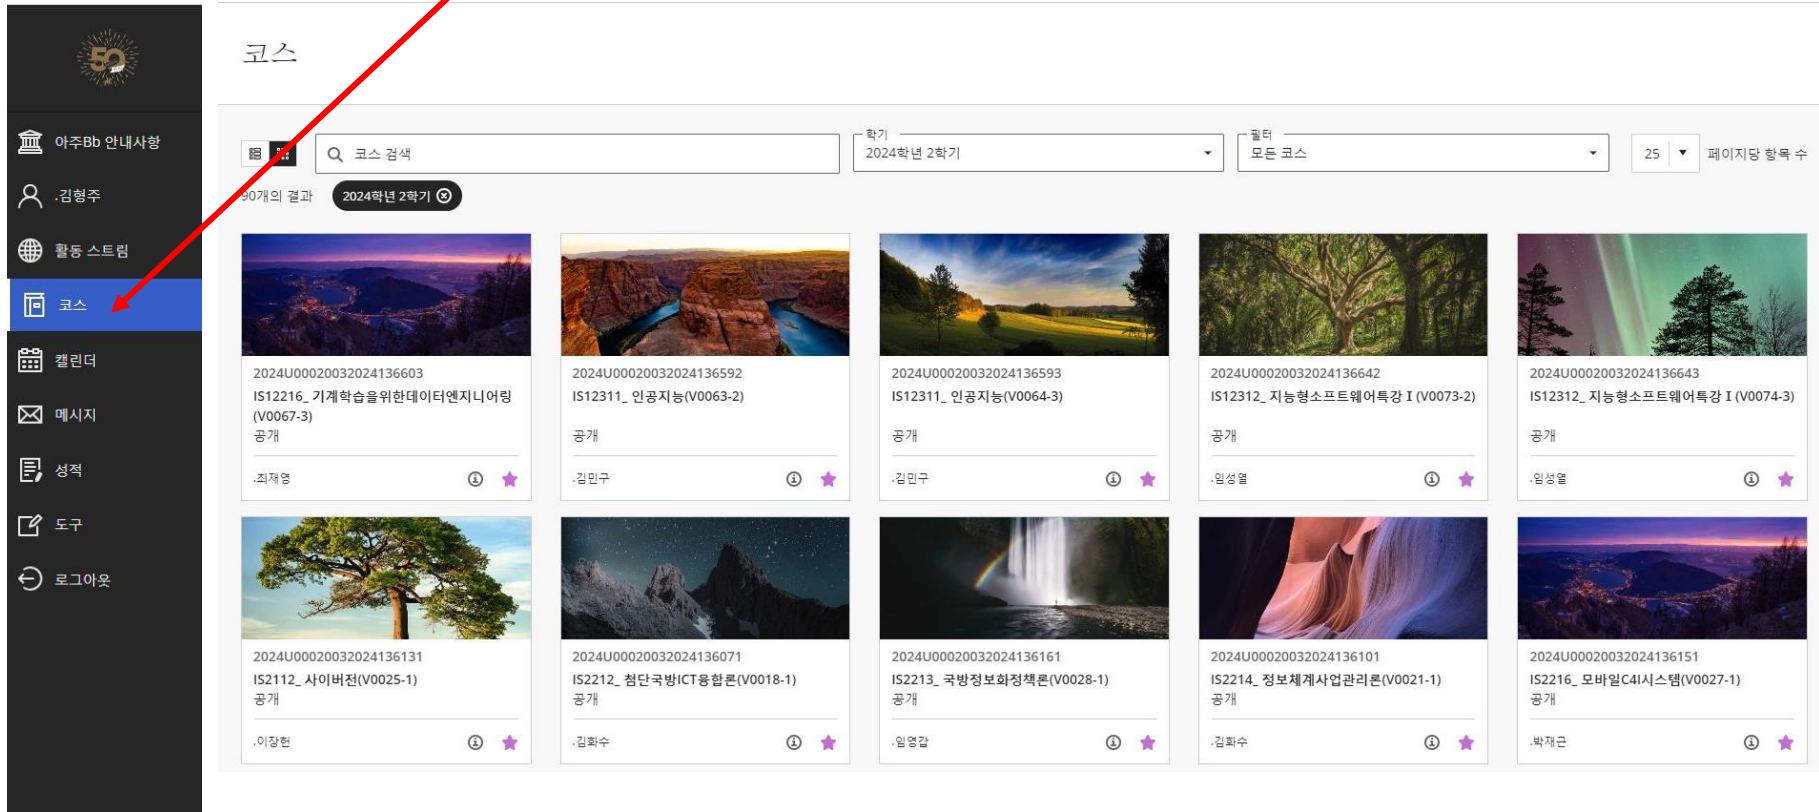 50
코스
아주Bb 안내사항
.김형주
활동 스트림
코스
캘린더
메시지
성적
도구
로그아웃
코스 검색
학기
2024학년 2학기
필터
모든 코스
25
페이지당 항목 수
90개의 결과
2024학년 2학기
2024U00020032024136603
IS12216_ 기계학습을위한데이터엔지니어링
(V0067-3)
공개
.최재영
2024U00020032024136592
IS12311_ 인공지능(V0063-2)
공개
.김민구
2024U00020032024136593
IS12311_ 인공지능(V0064-3)
공개
.김민구
2024U00020032024136642
IS12312_ 지능형소프트웨어특강 I (V0073-2)
공개
.임성열
2024U00020032024136643
IS12312_ 지능형소프트웨어특강 I (V0074-3)
공개
.임성열
2024U00020032024136131
IS2112_ 사이버전(V0025-1)
공개
.이장헌
2024U00020032024136071
IS2212_ 첨단국방ICT융합론(V0018-1)
공개
.김화수
2024U00020032024136161
IS2213_ 국방정보화정책론(V0028-1)
공개
.임영갑
2024U00020032024136101
IS2214_ 정보체계사업관리론(V0021-1)
공개
.김화수
2024U00020032024136151
IS2216_ 모바일C4I시스템(V0027-1)
공개
.박재근